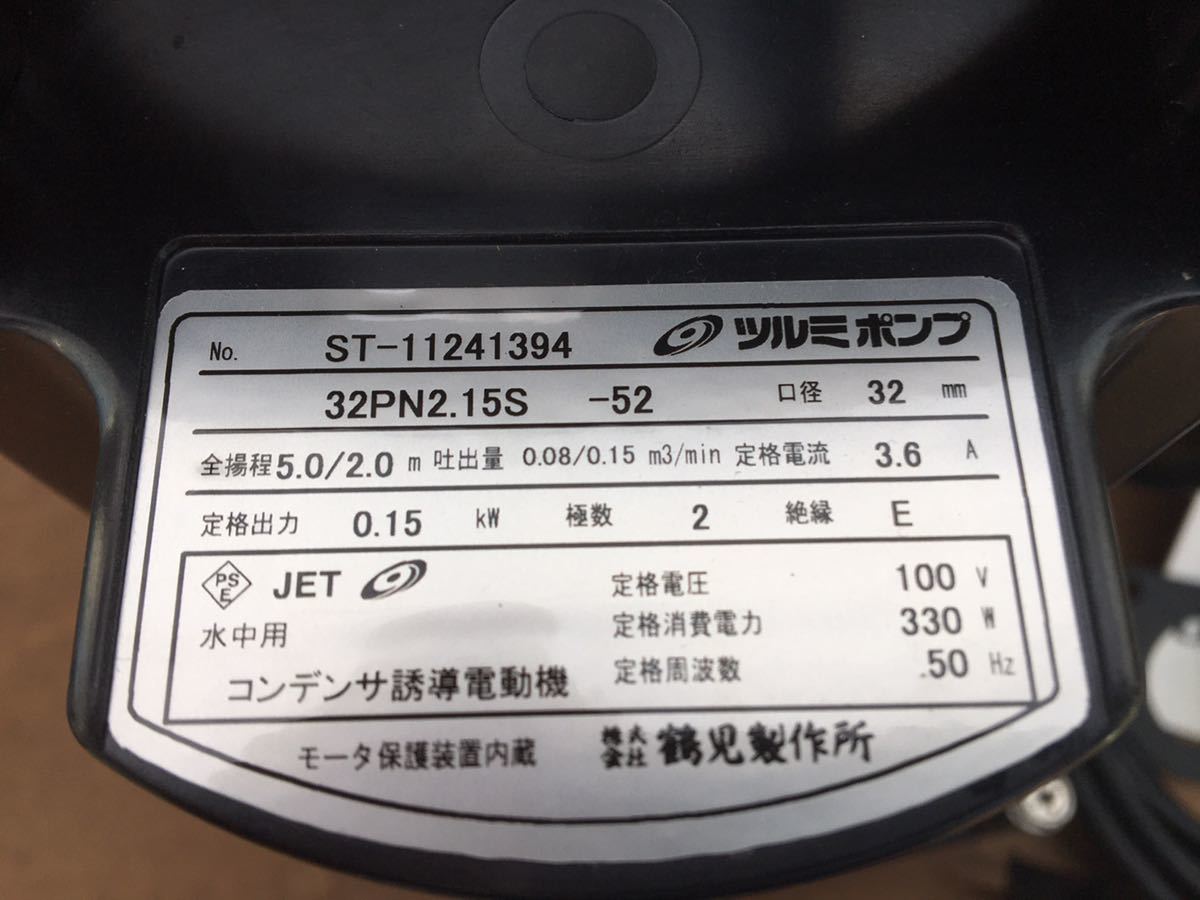 No. ST-11241394 ツルミポンプ
32PN2.15S -52 口径 32 mm
全揚程 5.0/2.0 m 吐出量 0.08/0.15 m3/min 定格電流 3.6 A
定格出力 0.15 kW 極数 2 絶縁 E
PSE JET 定格電圧 100 V
水中用 定格消費電力 330 W
コンデンサ誘導電動機 定格周波数 50 Hz
モータ保護装置内蔵 株式会社 鶴見製作所